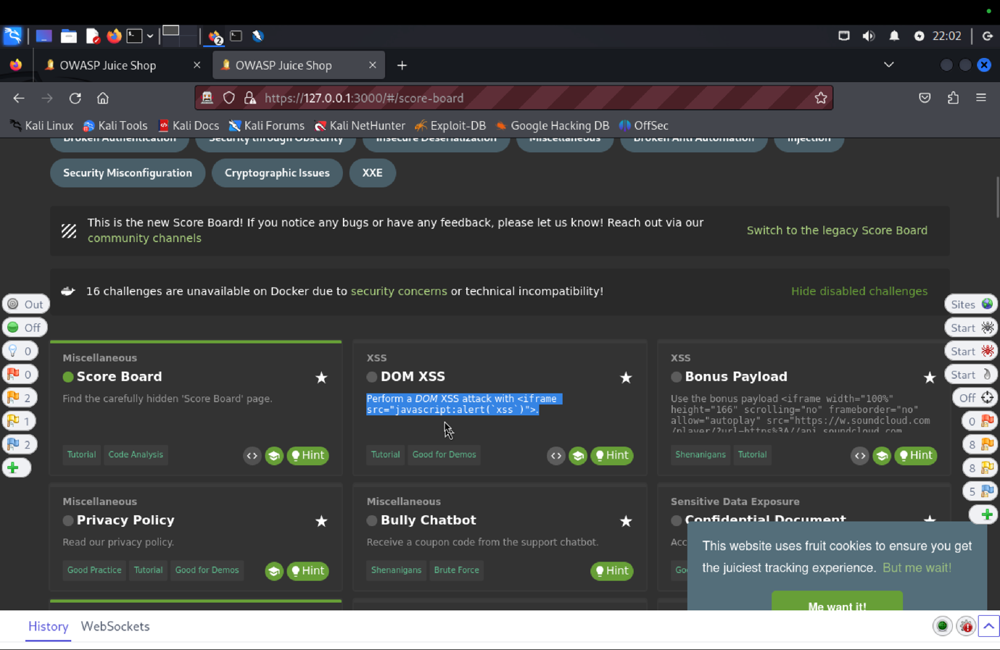 22:02
OWASP Juice Shop
OWASP Juice Shop
https://127.0.0.1:3000/#/score-board
Kali Linux Kali Tools Kali Docs Kali Forums Kali NetHunter Exploit-DB Google Hacking DB OffSec
Broken Authentication Security through Obscurity Insecure Deserialization Miscellaneous Broken Anti Automation Injection
Security Misconfiguration Cryptographic Issues XXE
This is the new Score Board! If you notice any bugs or have any feedback, please let us know! Reach out via our
community channels
Switch to the legacy Score Board
16 challenges are unavailable on Docker due to security concerns or technical incompatibility!
Hide disabled challenges
Out
Off
0
0
2
1
2
Sites
Start
Start
Start
Off
0
8
8
5
Miscellaneous
Score Board
Find the carefully hidden 'Score Board' page.
Tutorial Code Analysis
<> Hint
XSS
DOM XSS
Perform a DOM XSS attack with <iframe
src="javascript:alert(`xss`)">.
Tutorial Good for Demos
<> Hint
XSS
Bonus Payload
Use the bonus payload <iframe width="100%"
height="166" scrolling="no" frameborder="no"
allow="autoplay" src="https://w.soundcloud.com
/player/?url=https%3A//api.soundcloud.com
Shenanigans Tutorial
<> Hint
Miscellaneous
Privacy Policy
Read our privacy policy.
Good Practice Tutorial Good for Demos
Hint
Miscellaneous
Bully Chatbot
Receive a coupon code from the support chatbot.
Shenanigans Brute Force
Hint
Sensitive Data Exposure
Confidential Document
Acc
Go
This website uses fruit cookies to ensure you get
the juiciest tracking experience. But me wait!
Me want it!
History WebSockets